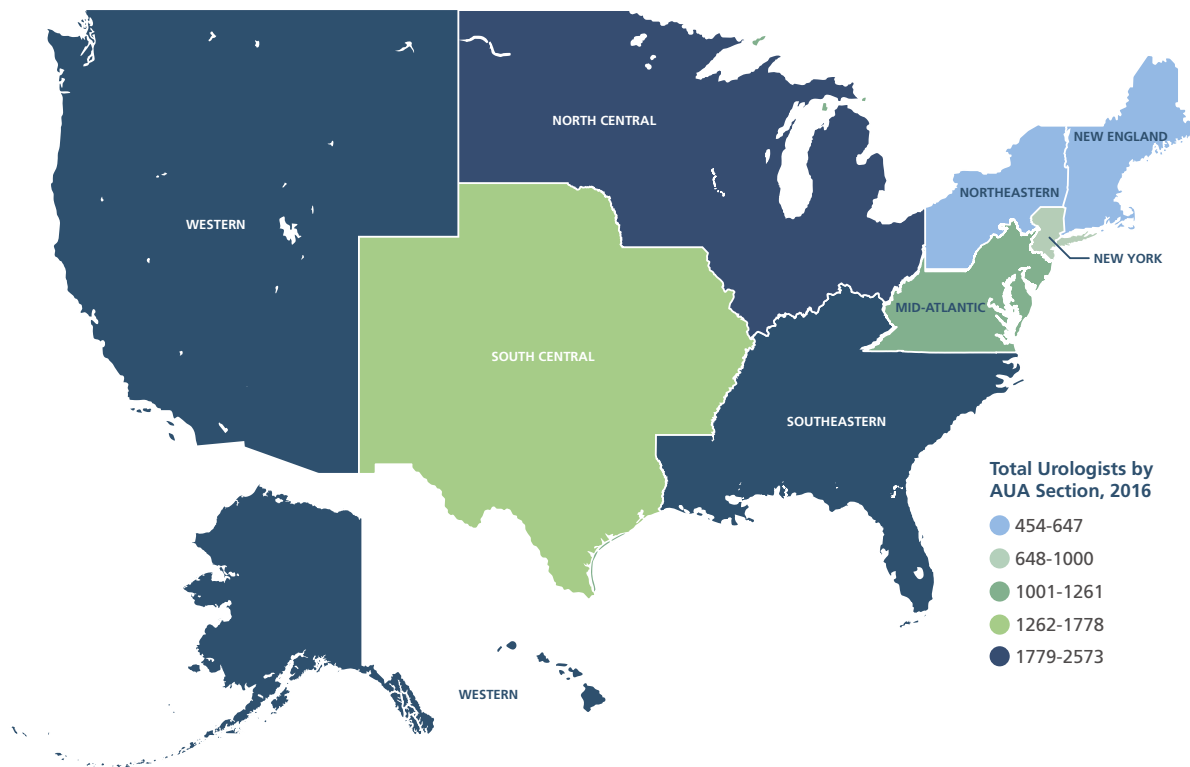 NORTH CENTRAL
NEW ENGLAND
NORTHEASTERN
WESTERN
NEW YORK
MID-ATLANTIC
SOUTH CENTRAL
SOUTHEASTERN
Total Urologists by
AUA Section, 2016
454-647
648-1000
1001-1261
1262-1778
1779-2573
WESTERN